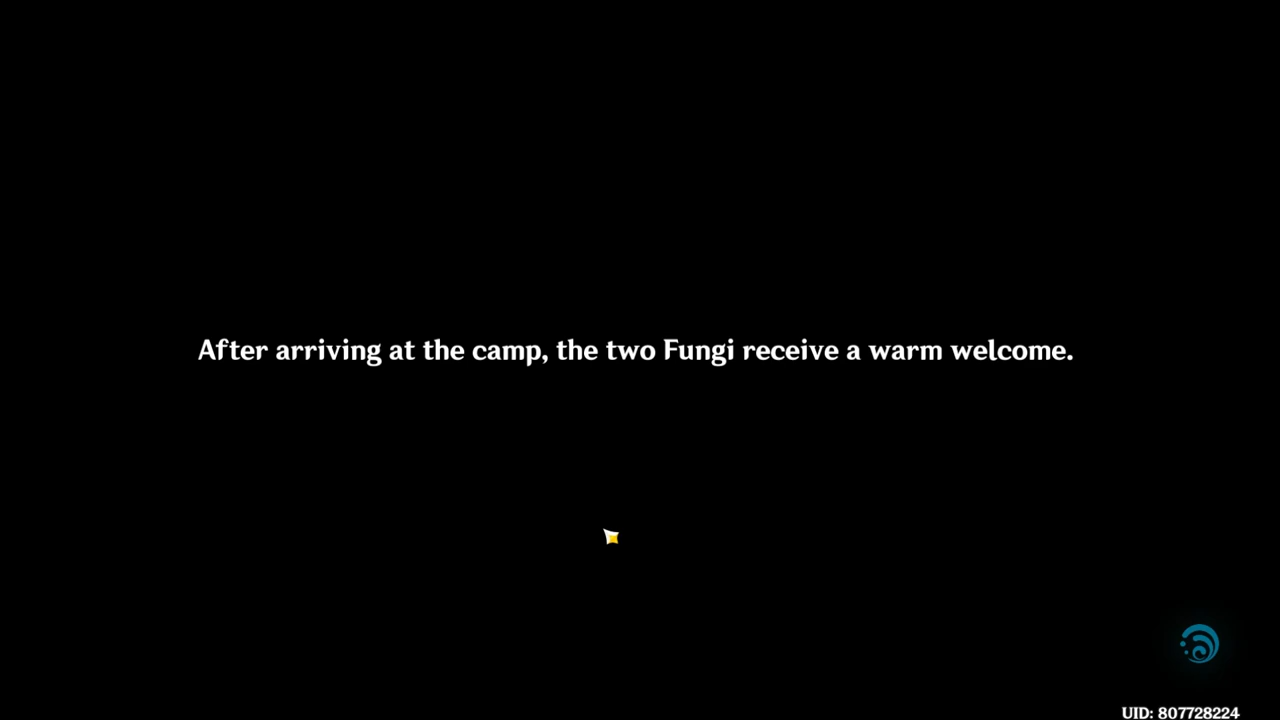 After arriving at the camp, the two Fungi receive a warm welcome.
UID: 807728224